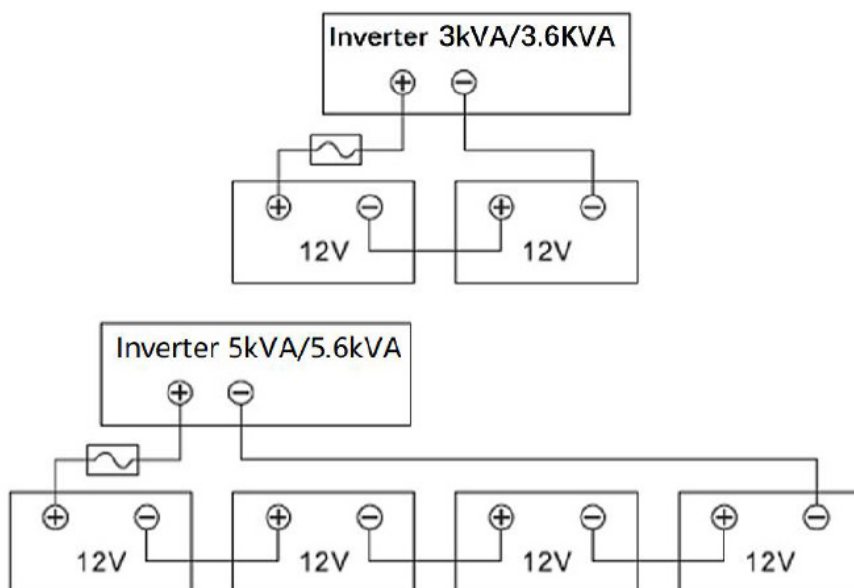 Inverter 3kVA/3.6KVA
+ −
+ − + −
12V 12V
Inverter 5kVA/5.6kVA
+ −
+ − + − + − + −
12V 12V 12V 12V